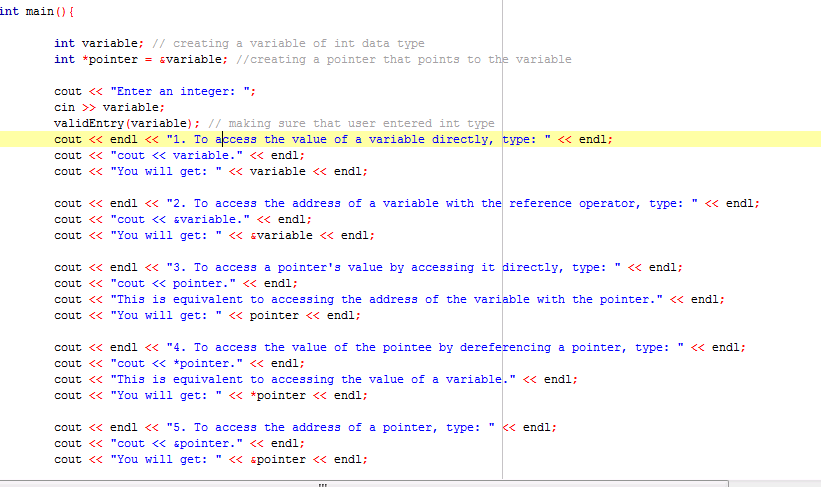 int main(){
int variable; // creating a variable of int data type
int *pointer = &variable; //creating a pointer that points to the variable
cout << "Enter an integer: ";
cin >> variable;
validEntry(variable); // making sure that user entered int type
cout << endl << "1. To access the value of a variable directly, type: " << endl;
cout << "cout << variable." << endl;
cout << "You will get: " << variable << endl;
cout << endl << "2. To access the address of a variable with the reference operator, type: " << endl;
cout << "cout << &variable." << endl;
cout << "You will get: " << &variable << endl;
cout << endl << "3. To access a pointer's value by accessing it directly, type: " << endl;
cout << "cout << pointer." << endl;
cout << "This is equivalent to accessing the address of the variable with the pointer." << endl;
cout << "You will get: " << pointer << endl;
cout << endl << "4. To access the value of the pointee by dereferencing a pointer, type: " << endl;
cout << "cout << *pointer." << endl;
cout << "This is equivalent to accessing the value of a variable." << endl;
cout << "You will get: " << *pointer << endl;
cout << endl << "5. To access the address of a pointer, type: " << endl;
cout << "cout << &pointer." << endl;
cout << "You will get: " << &pointer << endl;